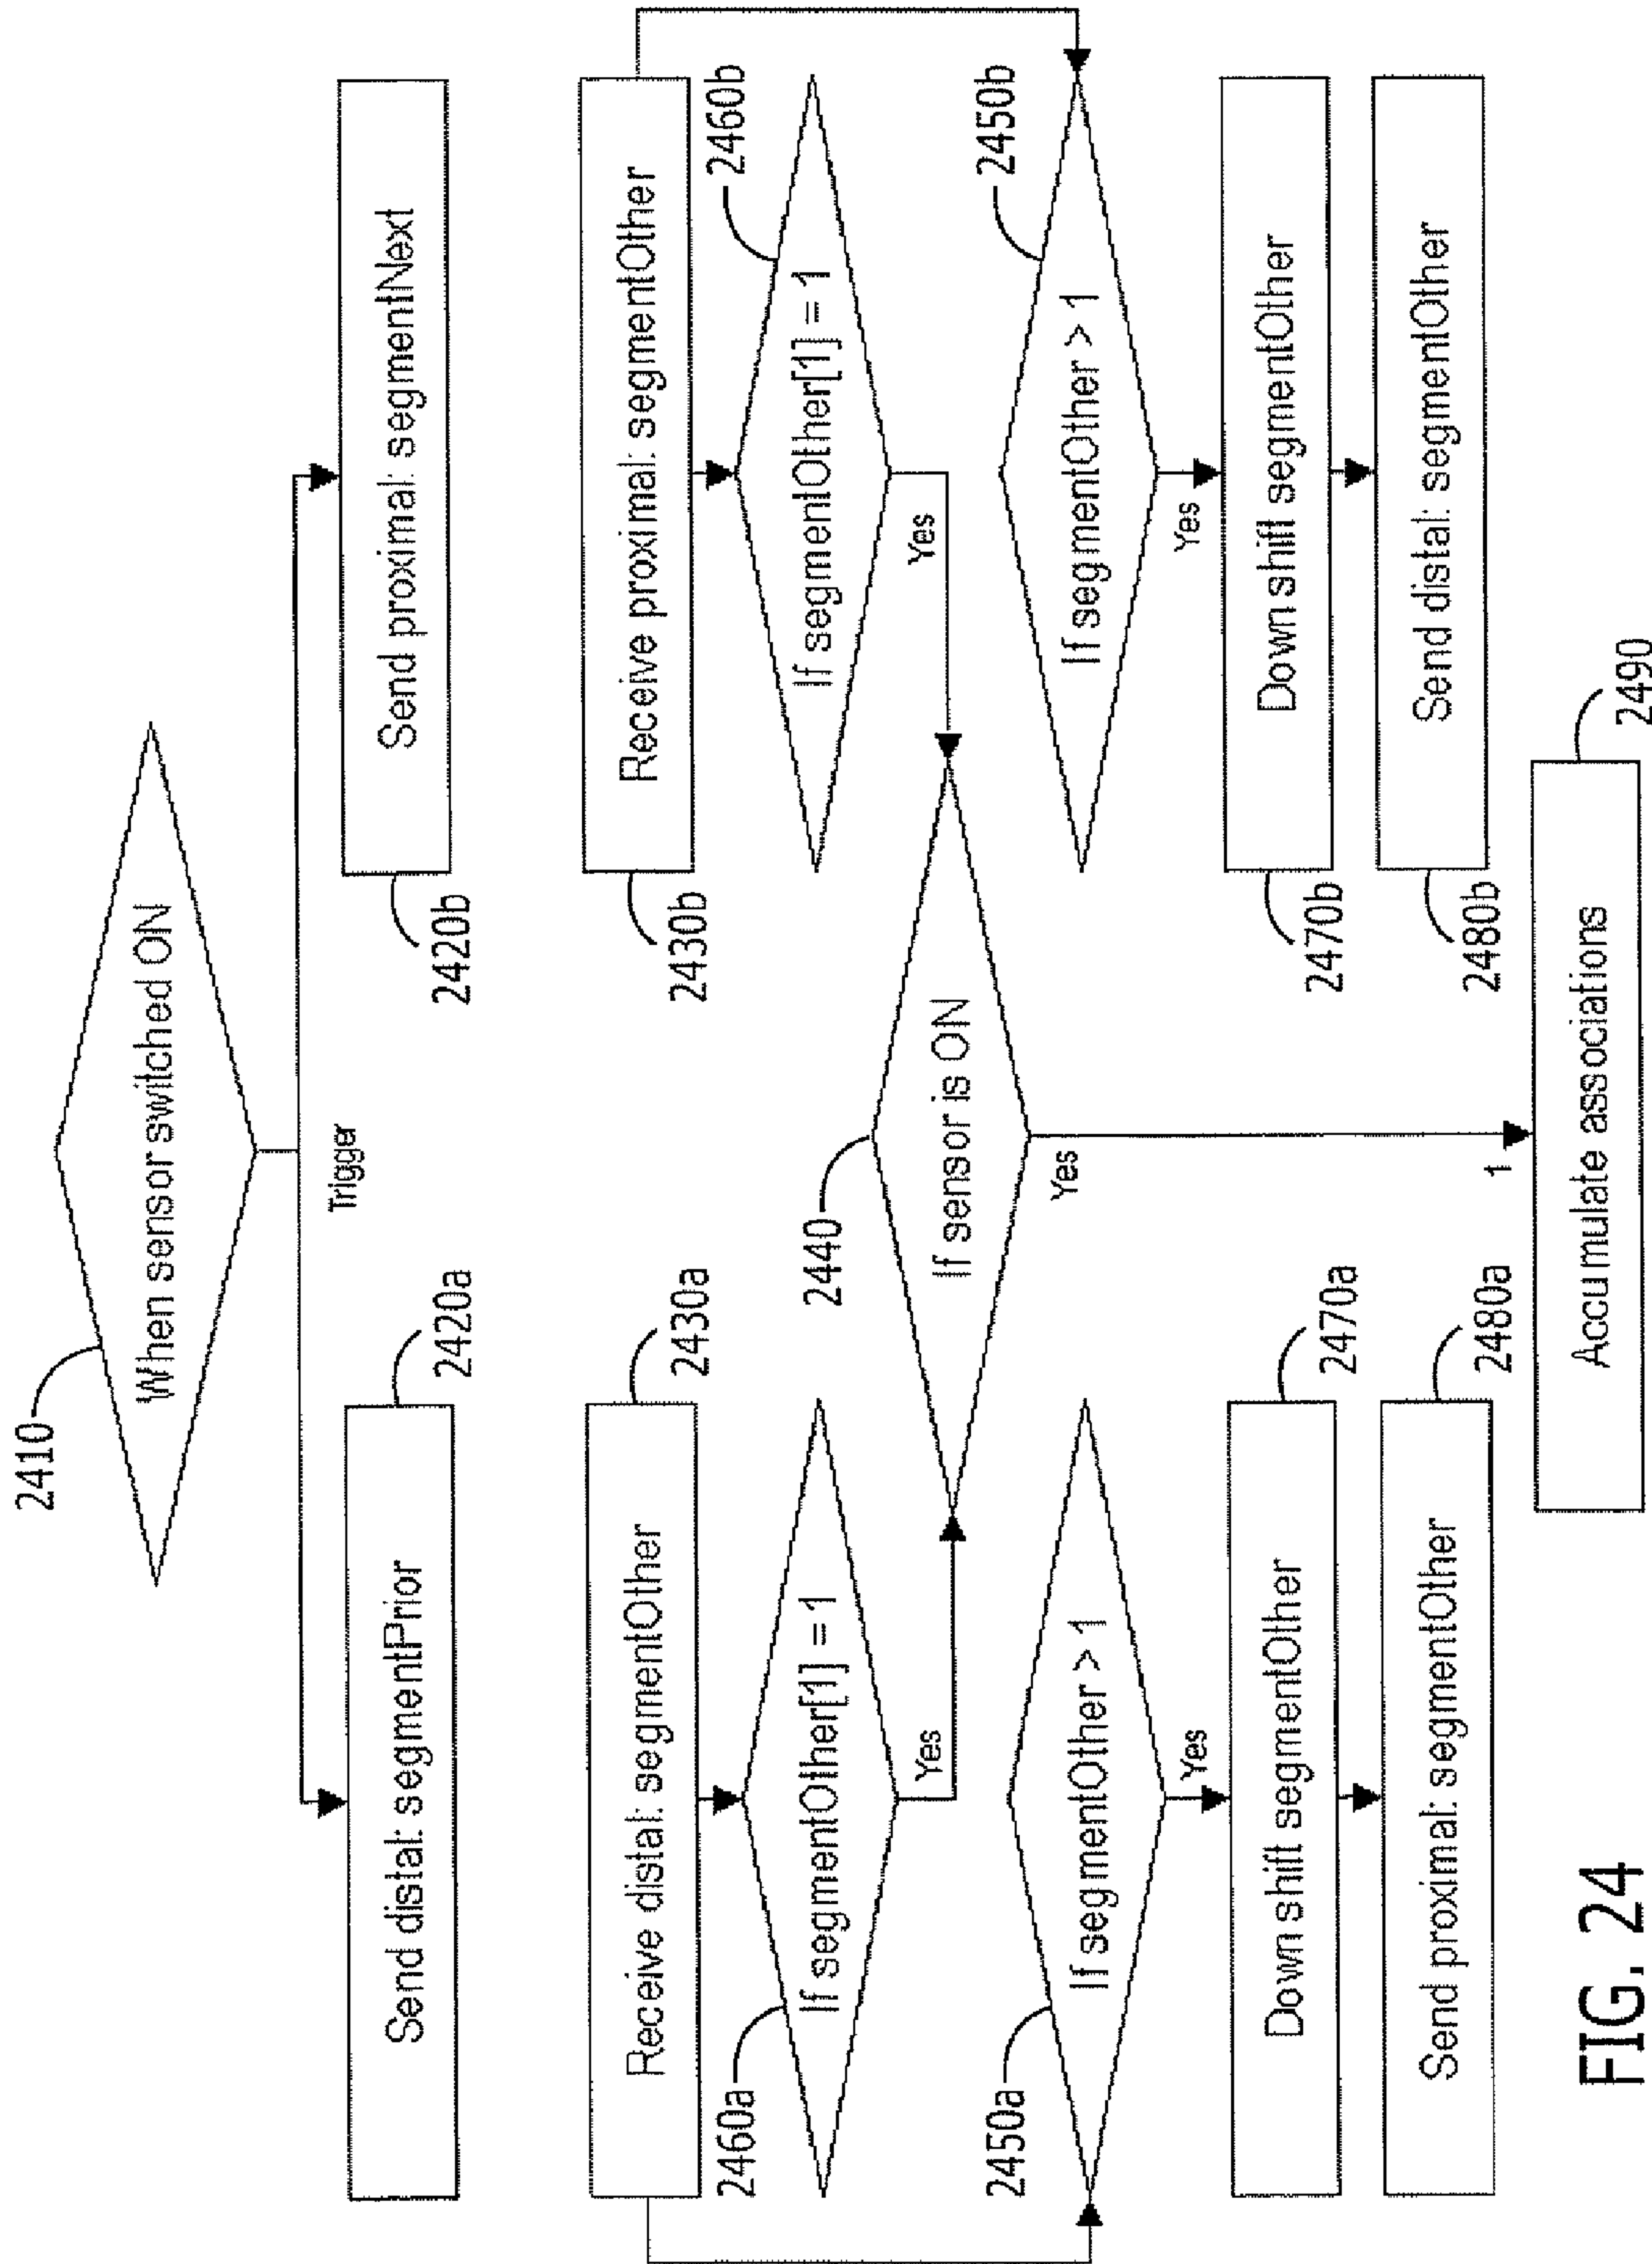 2410
When sensor switched ON
Trigger
Send distal: segmentPrior
2420a
Send proximal: segmentNext
2420b
Receive distal: segmentOther
2430a
Receive proximal: segmentOther
2430b
2460a
If segmentOther[1] = 1
Yes
If segmentOther[1] = 1
2460b
Yes
2440
If sensor is ON
Yes
1
2450a
If segmentOther > 1
Yes
If segmentOther > 1
2450b
Yes
Down shift segmentOther
2470a
Down shift segmentOther
2470b
Send proximal: segmentOther
2480a
Send distal: segmentOther
2480b
Accumulate associations
2490
FIG. 24